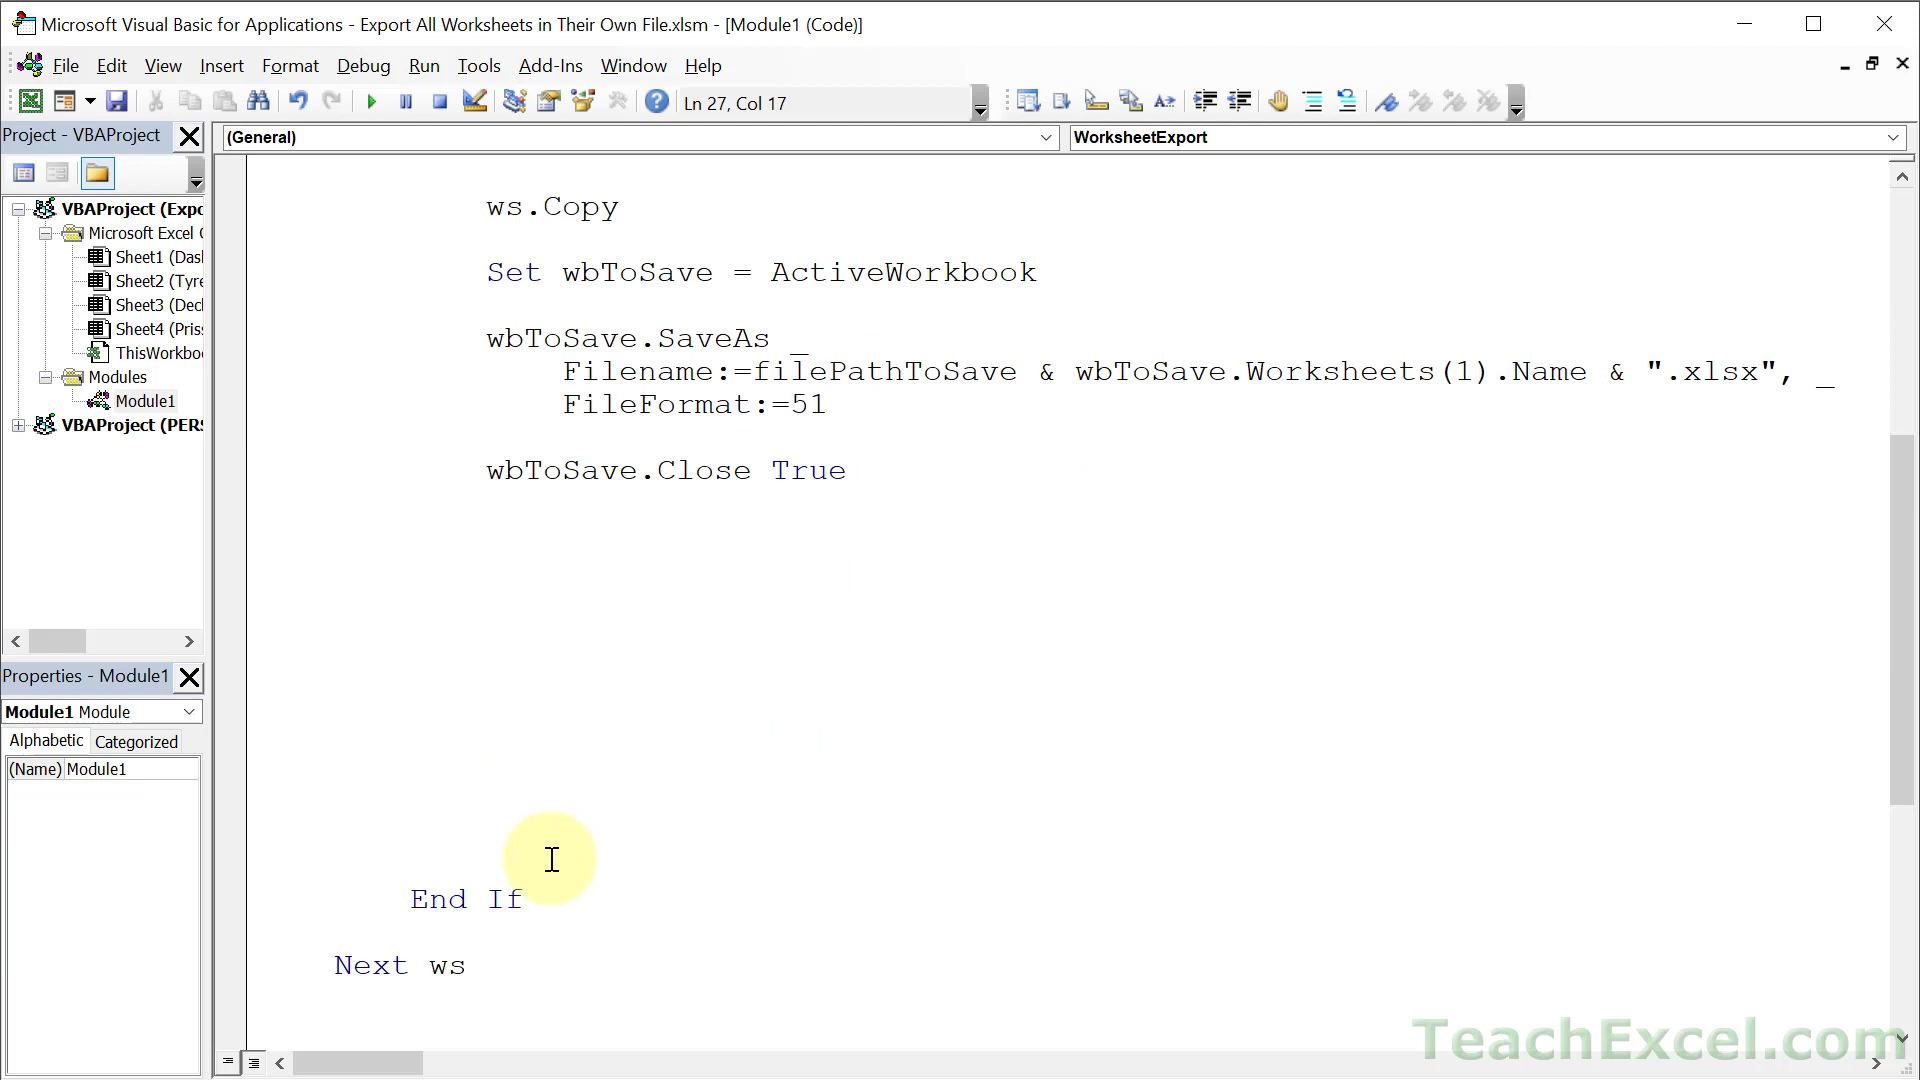 Microsoft Visual Basic for Applications - Export All Worksheets in Their Own File.xlsm - [Module1 (Code)]
File Edit View Insert Format Debug Run Tools Add-Ins Window Help
Ln 27, Col 17
Project - VBAProject
(General)
WorksheetExport
VBAProject (Expo
Microsoft Excel O
Sheet1 (Das
Sheet2 (Tyre
Sheet3 (Decl
Sheet4 (Pris
ThisWorkbo
Modules
Module1
VBAProject (PERS
ws.Copy
Set wbToSave = ActiveWorkbook
wbToSave.SaveAs _
Filename:=filePathToSave & wbToSave.Worksheets(1).Name & ".xlsx", _
FileFormat:=51
wbToSave.Close True
End If
Next ws
Properties - Module1
Module1 Module
Alphabetic Categorized
(Name) Module1
TeachExcel.com